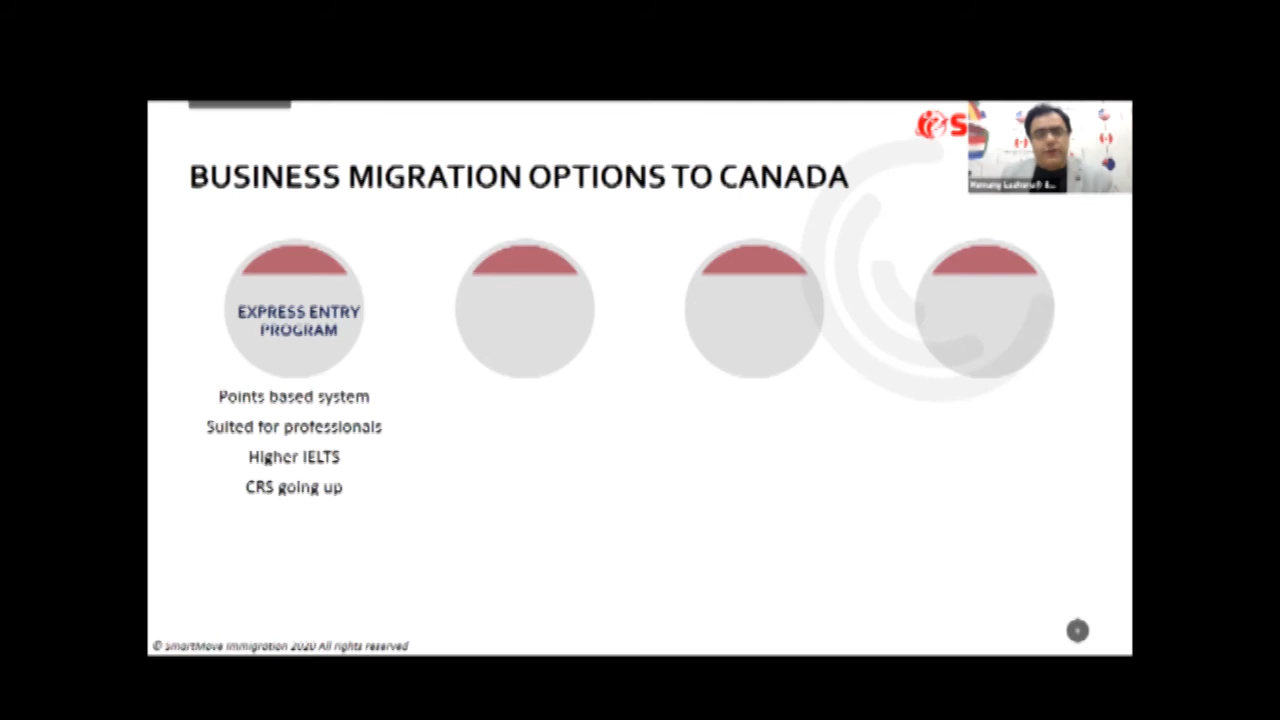 S
BUSINESS MIGRATION OPTIONS TO CANADA
EXPRESS ENTRY
PROGRAM
Points based system
Suited for professionals
Higher IELTS
CRS going up
© SmartMove Immigration 2020 All rights reserved